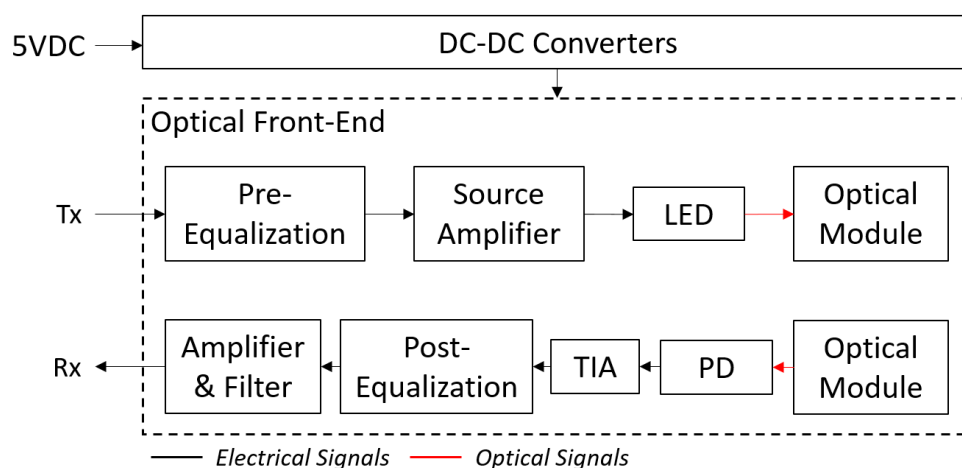 5VDC
DC-DC Converters
Optical Front-End
Tx
Pre-
Equalization
Source
Amplifier
LED
Optical
Module
Rx
Amplifier
& Filter
Post-
Equalization
TIA
PD
Optical
Module
Electrical Signals
Optical Signals